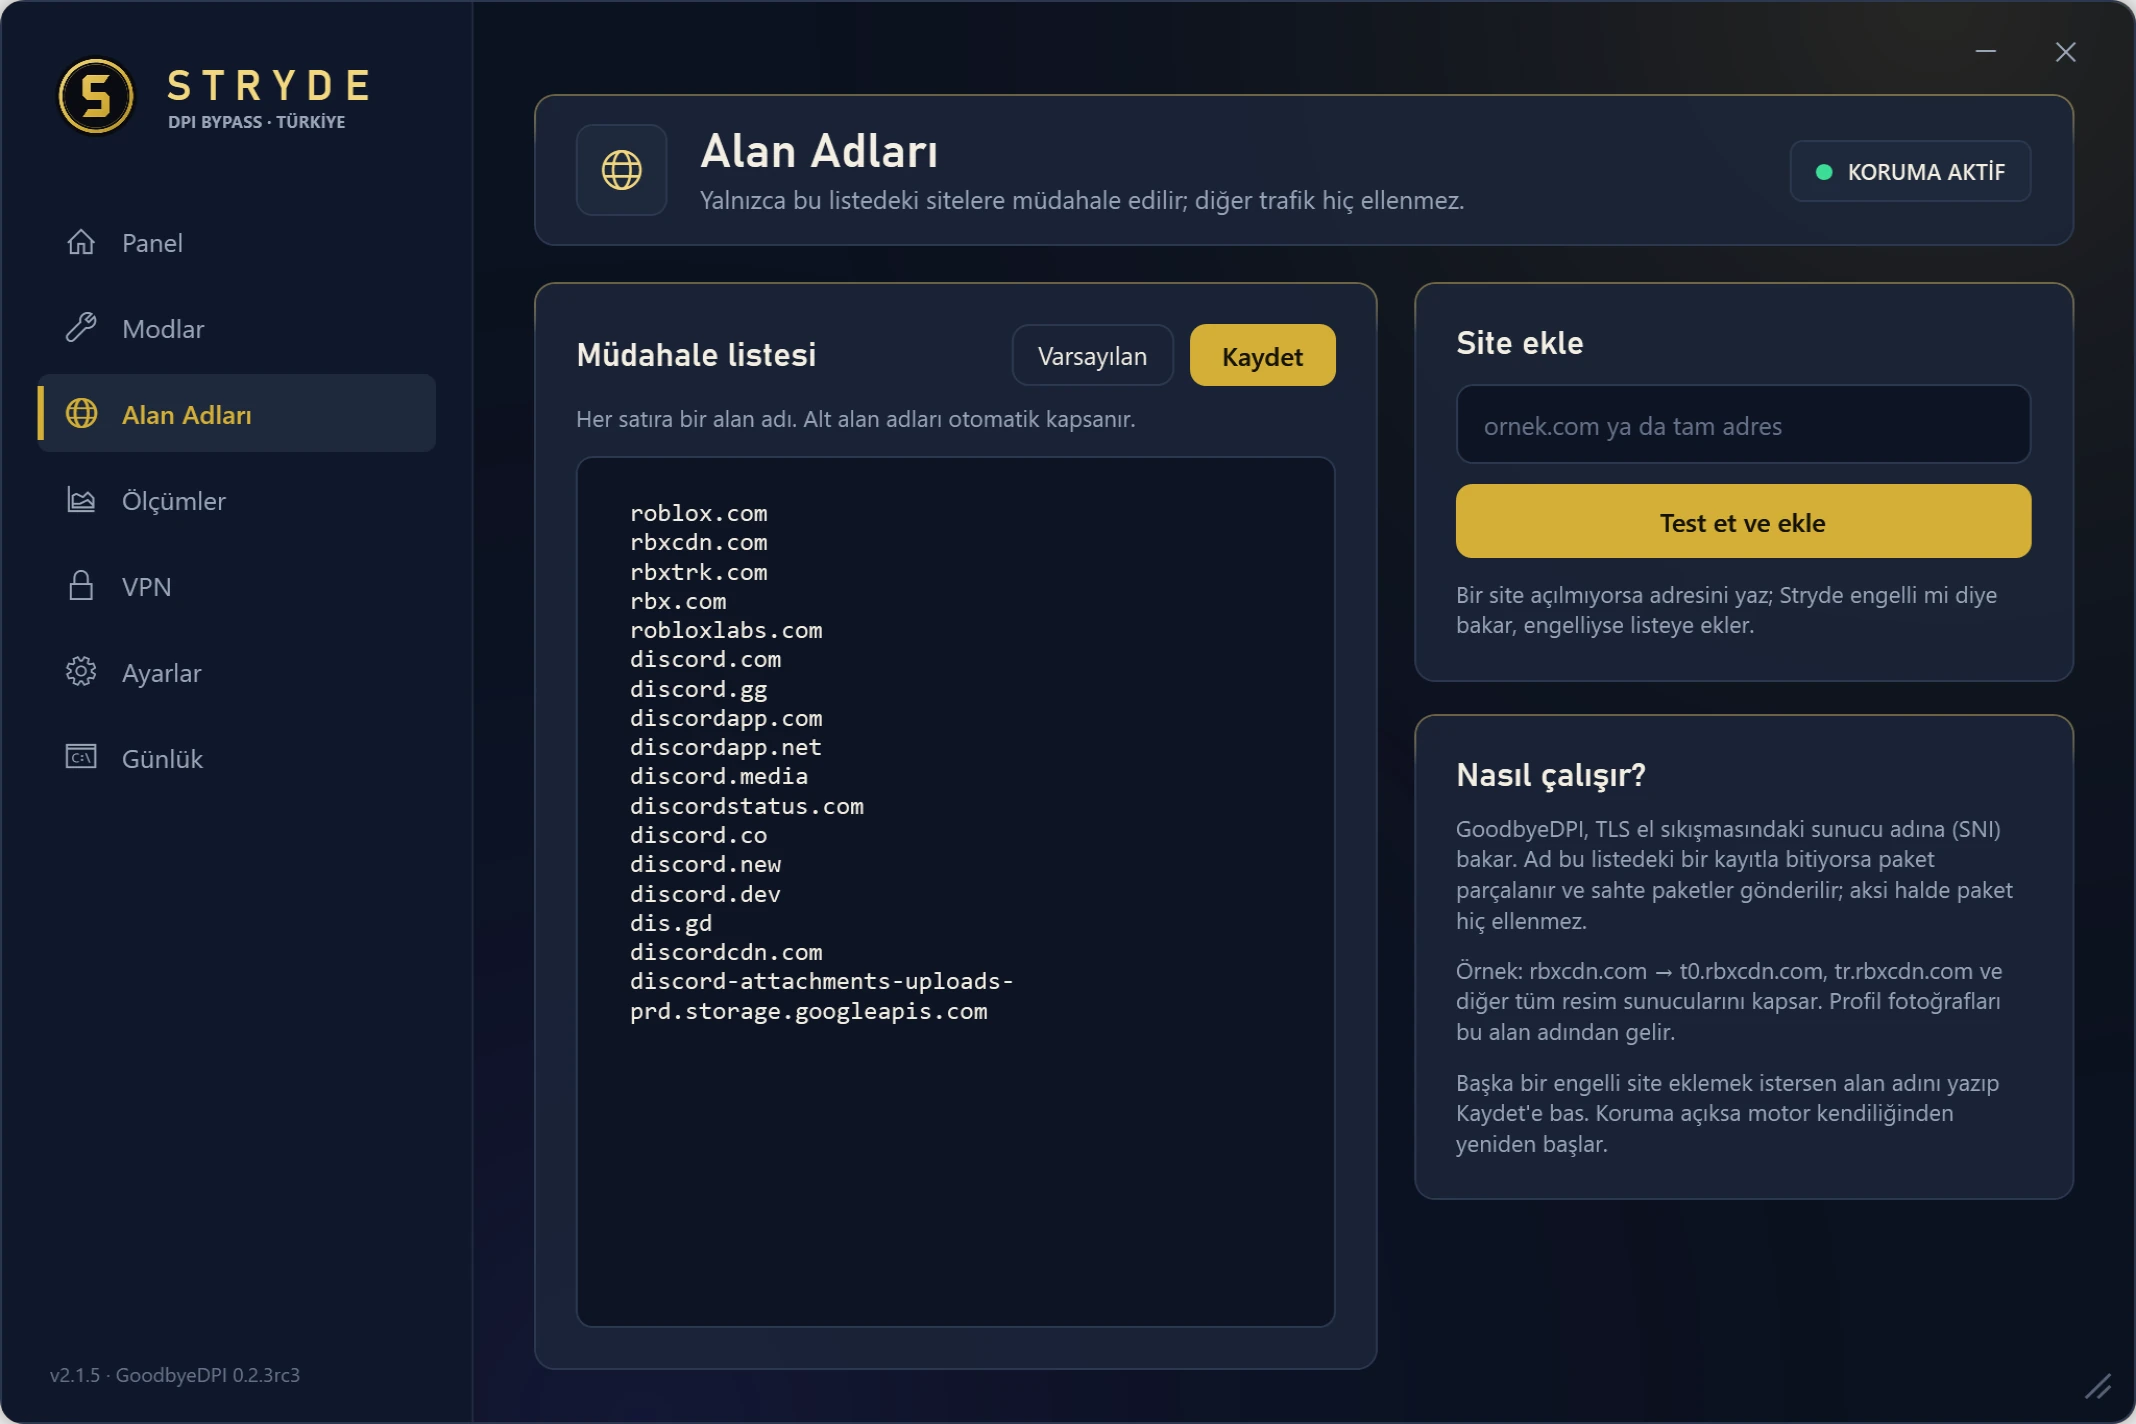 STRYDE
DPI BYPASS · TÜRKİYE
Panel
Modlar
Alan Adları
Ölçümler
VPN
Ayarlar
Günlük
v2.1.5 · GoodbyeDPI 0.2.3rc3
Alan Adları
Yalnızca bu listedeki sitelere müdahale edilir; diğer trafik hiç ellenmez.
KORUMA AKTİF
Müdahale listesi
Varsayılan
Kaydet
Her satıra bir alan adı. Alt alan adları otomatik kapsanır.
roblox.com
rbxcdn.com
rbxtrk.com
rbx.com
robloxlabs.com
discord.com
discord.gg
discordapp.com
discordapp.net
discord.media
discordstatus.com
discord.co
discord.new
discord.dev
dis.gd
discordcdn.com
discord-attachments-uploads-
prd.storage.googleapis.com
Site ekle
ornek.com ya da tam adres
Test et ve ekle
Bir site açılmıyorsa adresini yaz; Stryde engelli mi diye
bakar, engelliyse listeye ekler.
Nasıl çalışır?
GoodbyeDPI, TLS el sıkışmasındaki sunucu adına (SNI)
bakar. Ad bu listedeki bir kayıtla bitiyorsa paket
parçalanır ve sahte paketler gönderilir; aksi halde paket
hiç ellenmez.
Örnek: rbxcdn.com → t0.rbxcdn.com, tr.rbxcdn.com ve
diğer tüm resim sunucularını kapsar. Profil fotoğrafları
bu alan adından gelir.
Başka bir engelli site eklemek istersen alan adını yazıp
Kaydet'e bas. Koruma açıksa motor kendiliğinden
yeniden başlar.